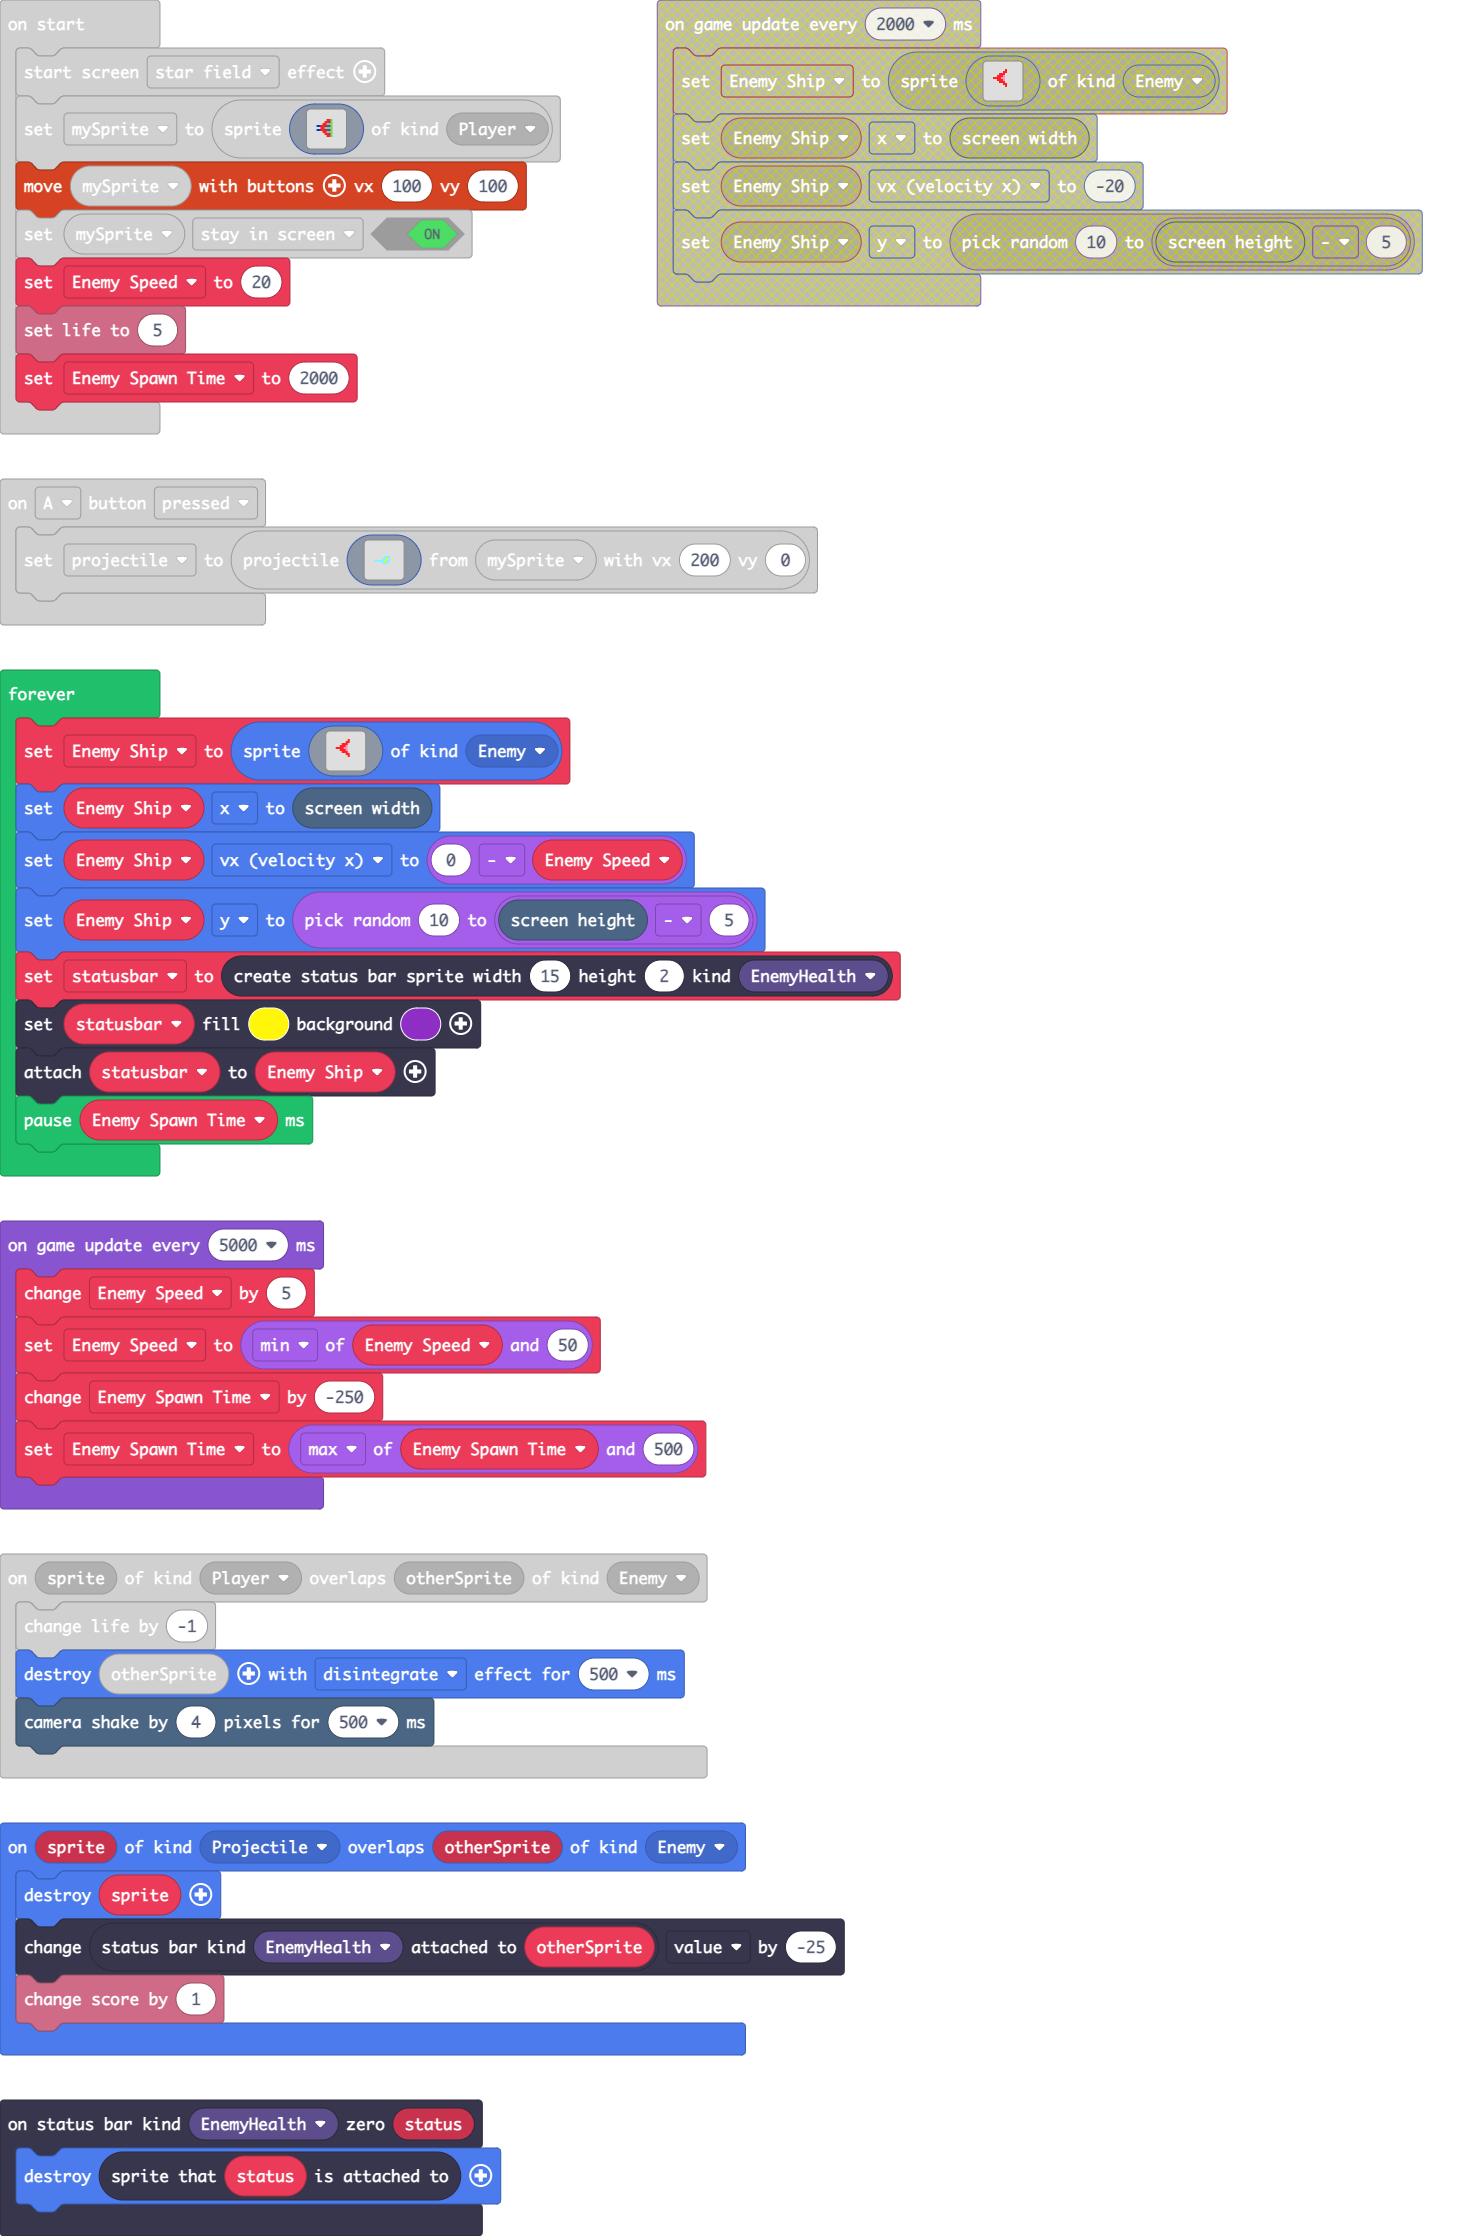 on start
start screen star field effect
set mySprite to sprite of kind Player
move mySprite with buttons vx 100 vy 100
set mySprite stay in screen ON
set Enemy Speed to 20
set life to 5
set Enemy Spawn Time to 2000
on game update every 2000 ms
set Enemy Ship to sprite of kind Enemy
set Enemy Ship x to screen width
set Enemy Ship vx (velocity x) to -20
set Enemy Ship y to pick random 10 to screen height - 5
on A button pressed
set projectile to projectile from mySprite with vx 200 vy 0
forever
set Enemy Ship to sprite of kind Enemy
set Enemy Ship x to screen width
set Enemy Ship vx (velocity x) to 0 - Enemy Speed
set Enemy Ship y to pick random 10 to screen height - 5
set statusbar to create status bar sprite width 15 height 2 kind EnemyHealth
set statusbar fill background
attach statusbar to Enemy Ship
pause Enemy Spawn Time ms
on game update every 5000 ms
change Enemy Speed by 5
set Enemy Speed to min of Enemy Speed and 50
change Enemy Spawn Time by -250
set Enemy Spawn Time to max of Enemy Spawn Time and 500
on sprite of kind Player overlaps otherSprite of kind Enemy
change life by -1
destroy otherSprite with disintegrate effect for 500 ms
camera shake by 4 pixels for 500 ms
on sprite of kind Projectile overlaps otherSprite of kind Enemy
destroy sprite
change status bar kind EnemyHealth attached to otherSprite value by -25
change score by 1
on status bar kind EnemyHealth zero status
destroy sprite that status is attached to